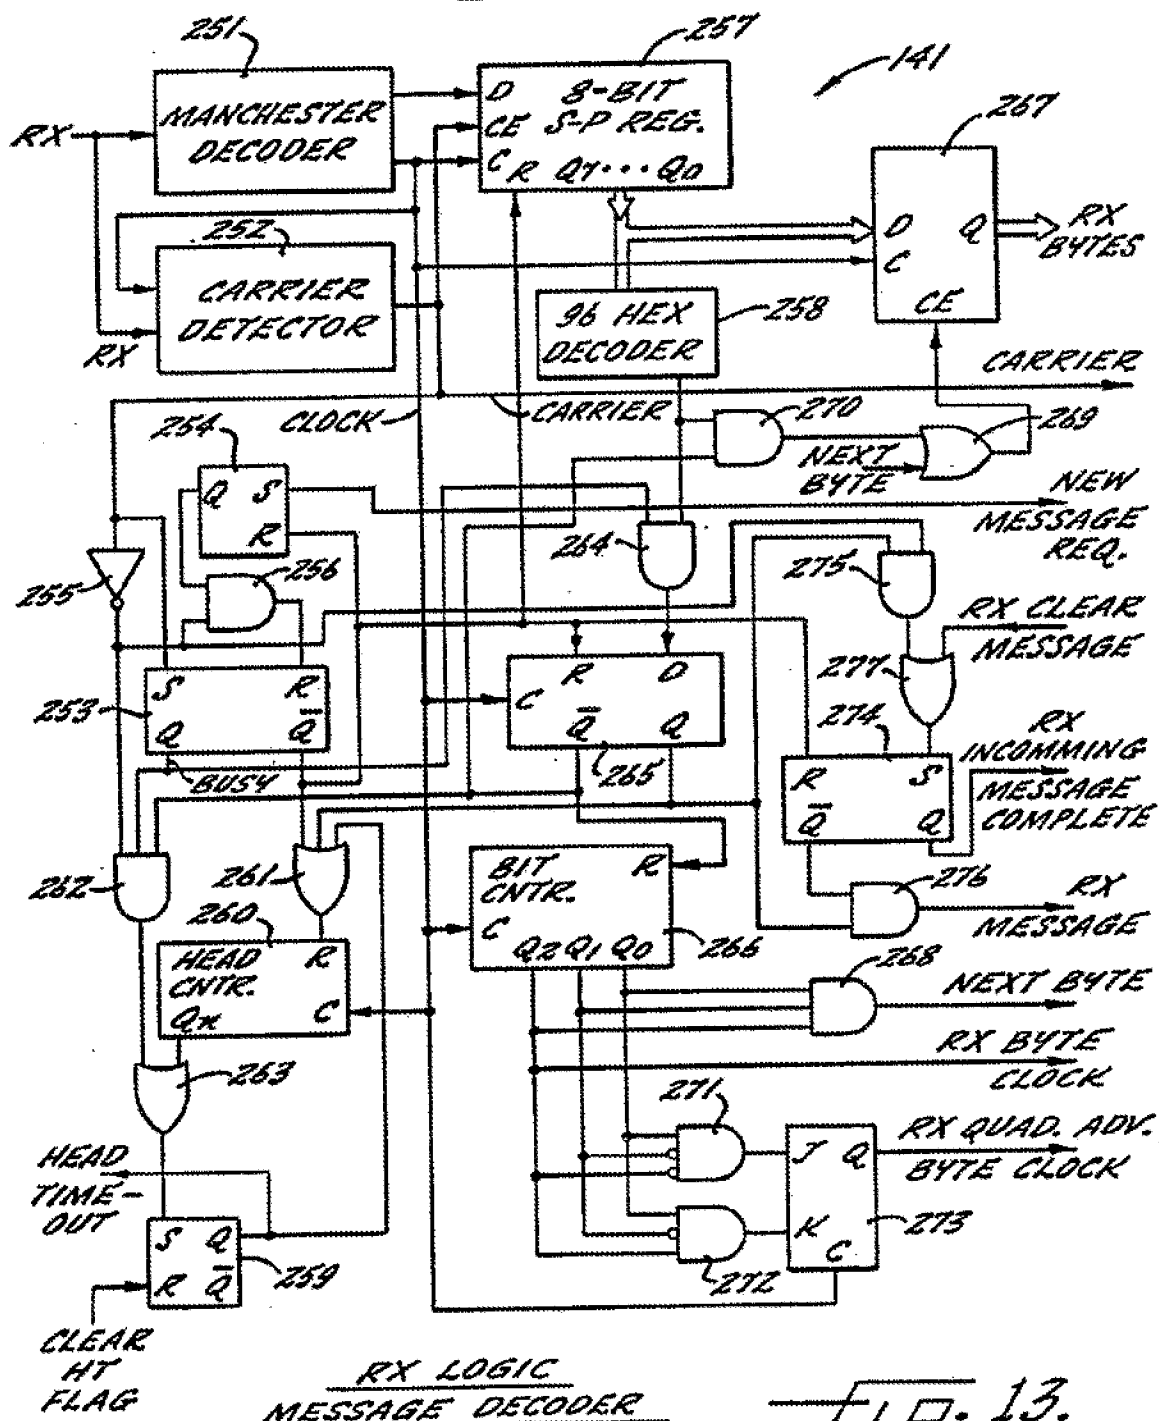 251
257
141
267
RX
MANCHESTER
DECODER
D
CE
C
R
8-BIT
S-P REG.
Q7 · · · Q0
D
Q
C
CE
RX
BYTES
252
CARRIER
DETECTOR
RX
96 HEX
DECODER
258
CARRIER
CLOCK
CARRIER
254
270
269
NEXT
BYTE
Q
S
R
NEW
MESSAGE
REQ.
264
255
256
275
RX CLEAR
MESSAGE
277
S
R
253
Q
Q̅
BUSY
R
D
C
Q̅
Q
265
274
RX
INCOMMING
MESSAGE
COMPLETE
R
S
Q̅
Q
262
261
BIT
CNTR.
R
C
Q2
Q1
Q0
266
276
RX
MESSAGE
260
HEAD
CNTR.
Qn
R
C
268
NEXT BYTE
263
RX BYTE
CLOCK
271
J
Q
RX QUAD. ADV.
BYTE CLOCK
HEAD
TIME-
OUT
S
Q
R
Q̅
259
K
C
273
272
CLEAR
HT
FLAG
RX LOGIC
MESSAGE DECODER
13.